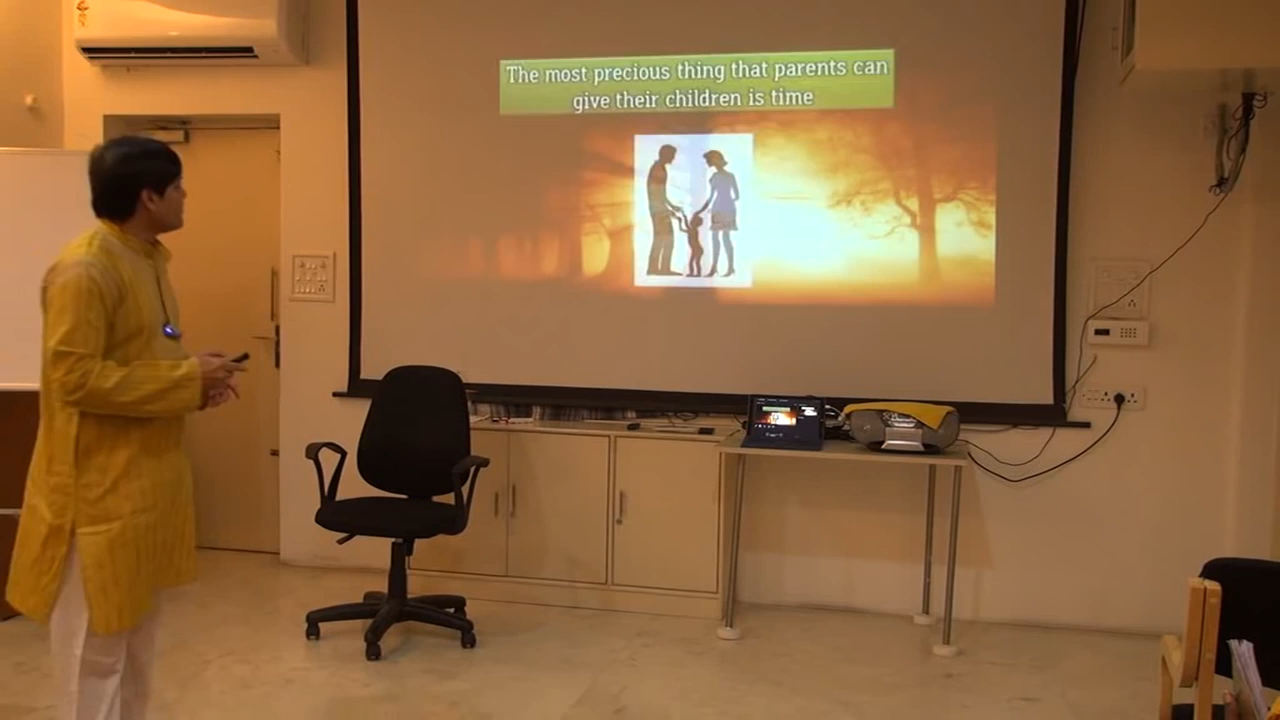 The most precious thing that parents can
give their children is time